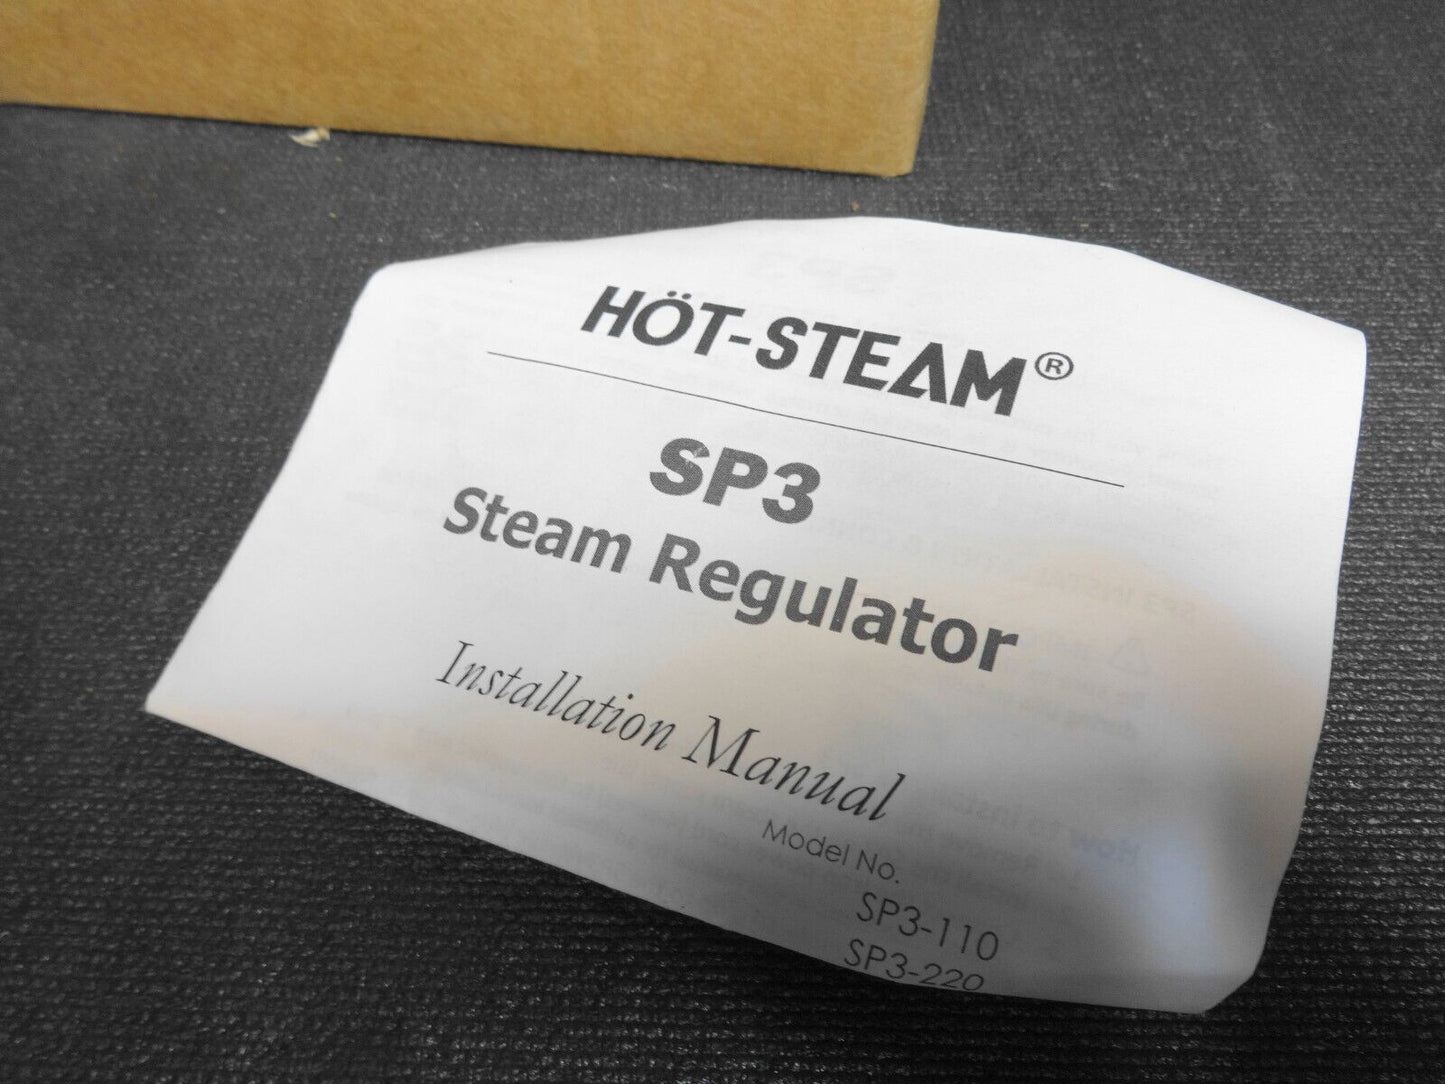 HÖT-STEAM®
SP3
Steam Regulator
Installation Manual
Model No.
SP3-110
SP3-220